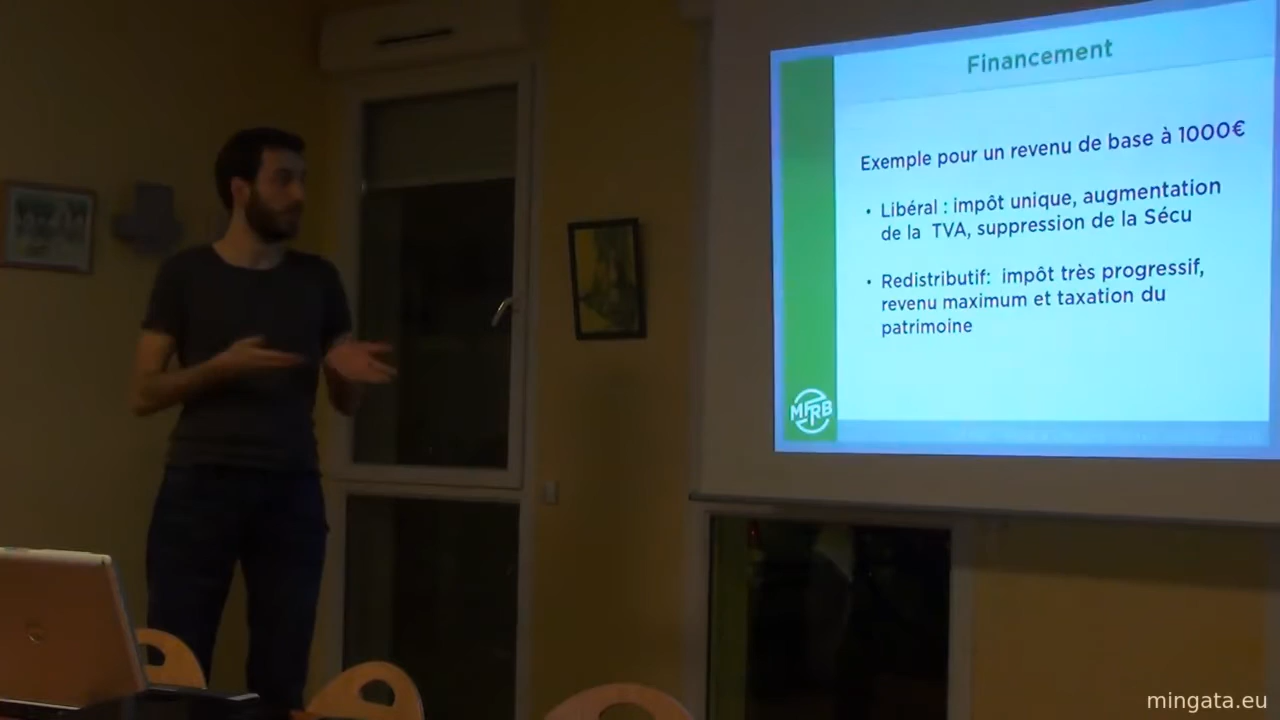 Financement
Exemple pour un revenu de base à 1000€
• Libéral : impôt unique, augmentation
de la TVA, suppression de la Sécu
• Redistributif: impôt très progressif,
revenu maximum et taxation du
patrimoine
MFRB
mingata.eu